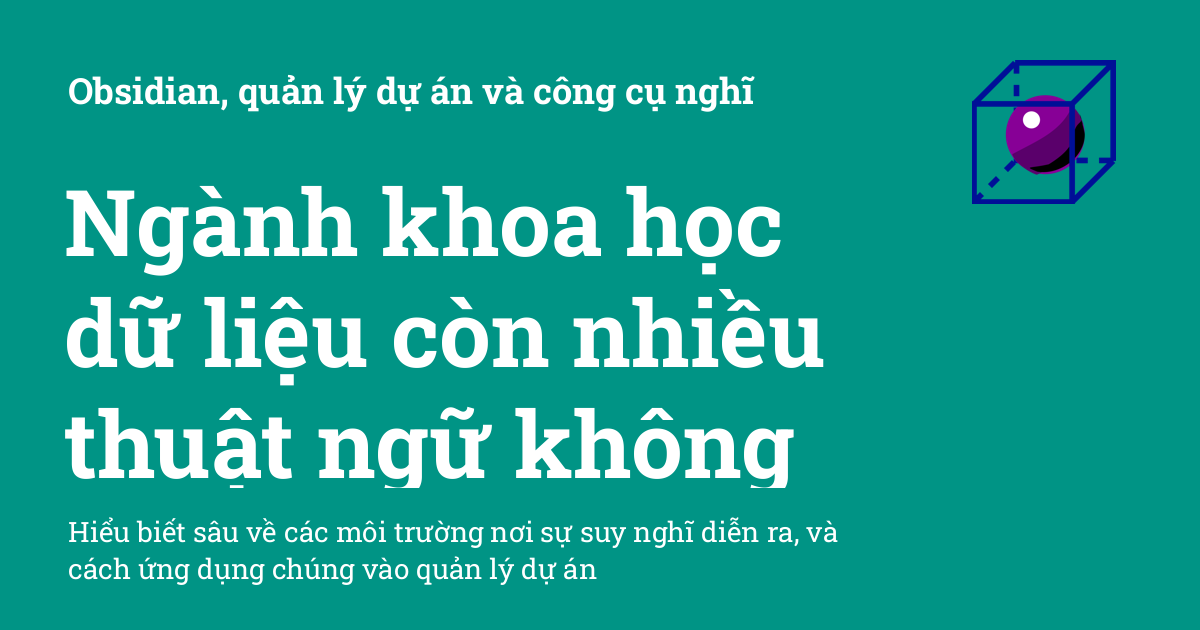 Obsidian, quản lý dự án và công cụ nghĩ
Ngành khoa học
dữ liệu còn nhiều
thuật ngữ không
Hiểu biết sâu về các môi trường nơi sự suy nghĩ diễn ra, và
cách ứng dụng chúng vào quản lý dự án